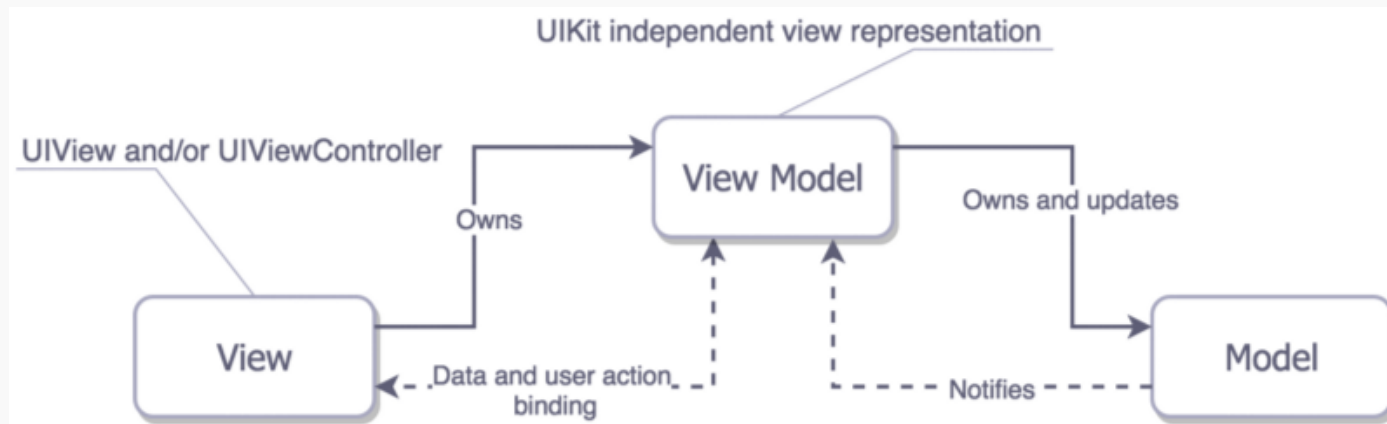 UIKit independent view representation
UIView and/or UIViewController
View Model
Owns
Owns and updates
View
Data and user action
binding
Notifies
Model